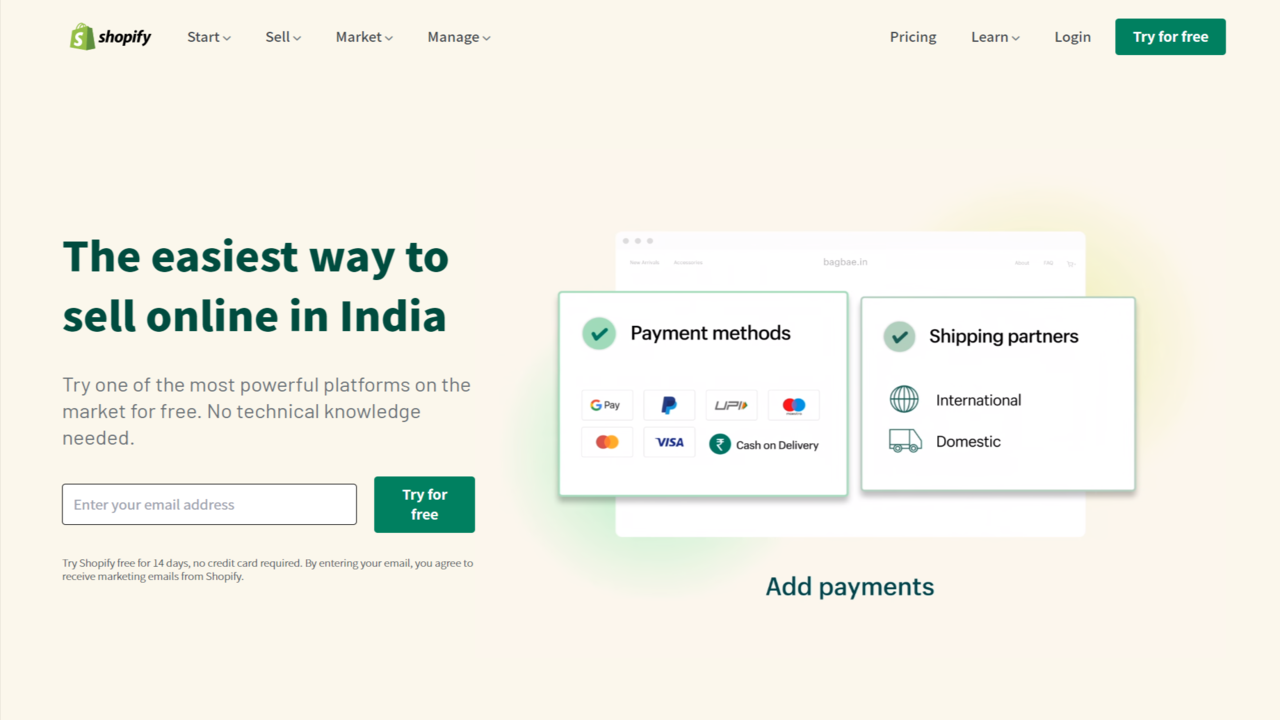 shopify
Start
Sell
Market
Manage
Pricing
Learn
Login
Try for free
The easiest way to
sell online in India
Try one of the most powerful platforms on the
market for free. No technical knowledge
needed.
Enter your email address
Try for
free
Try Shopify free for 14 days, no credit card required. By entering your email, you agree to
receive marketing emails from Shopify.
bagbae.in
New Arrivals
Accessories
About
FAQ
Payment methods
G Pay
UPI
VISA
Cash on Delivery
Shipping partners
International
Domestic
Add payments